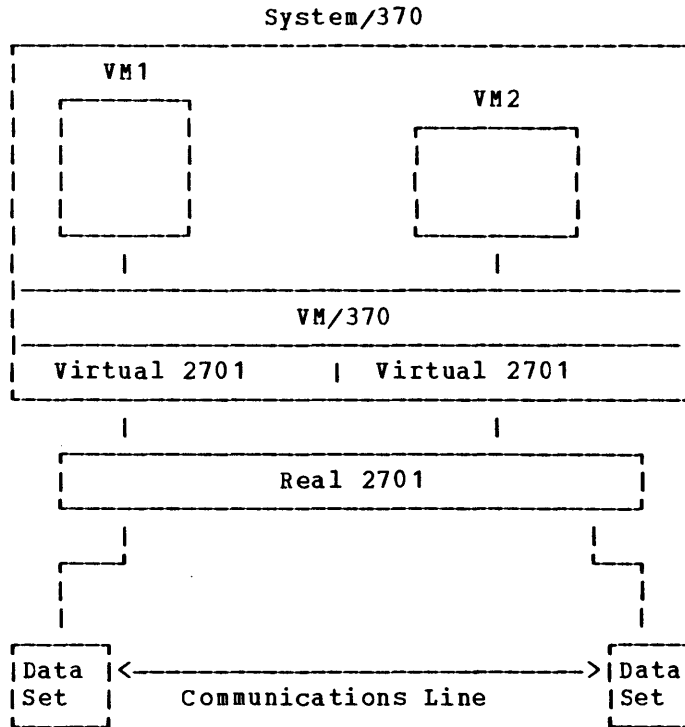 System/370
VM1
VM2
VM/370
Virtual 2701 | Virtual 2701
Real 2701
Data
Set
<----------------------------->
Communications Line
Data
Set